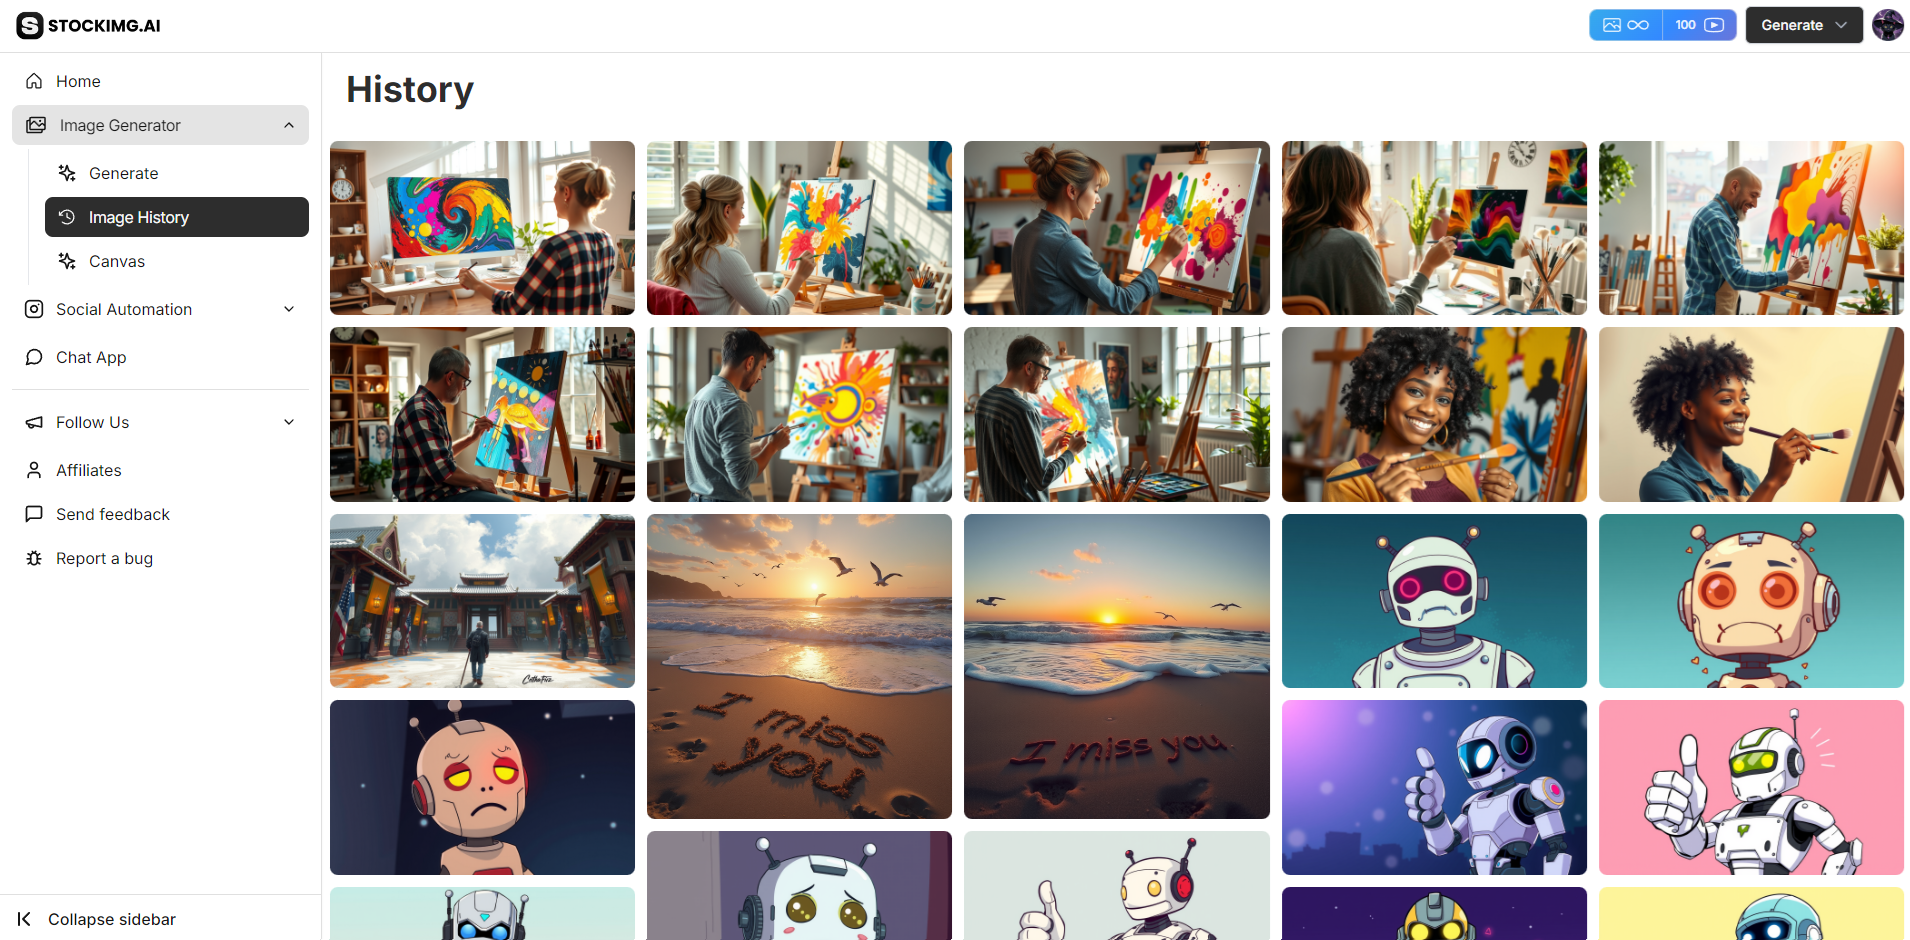 STOCKIMG.AI
100
Generate
Home
Image Generator
Generate
Image History
Canvas
Social Automation
Chat App
Follow Us
Affiliates
Send feedback
Report a bug
Collapse sidebar
History
I miss
you
I miss you